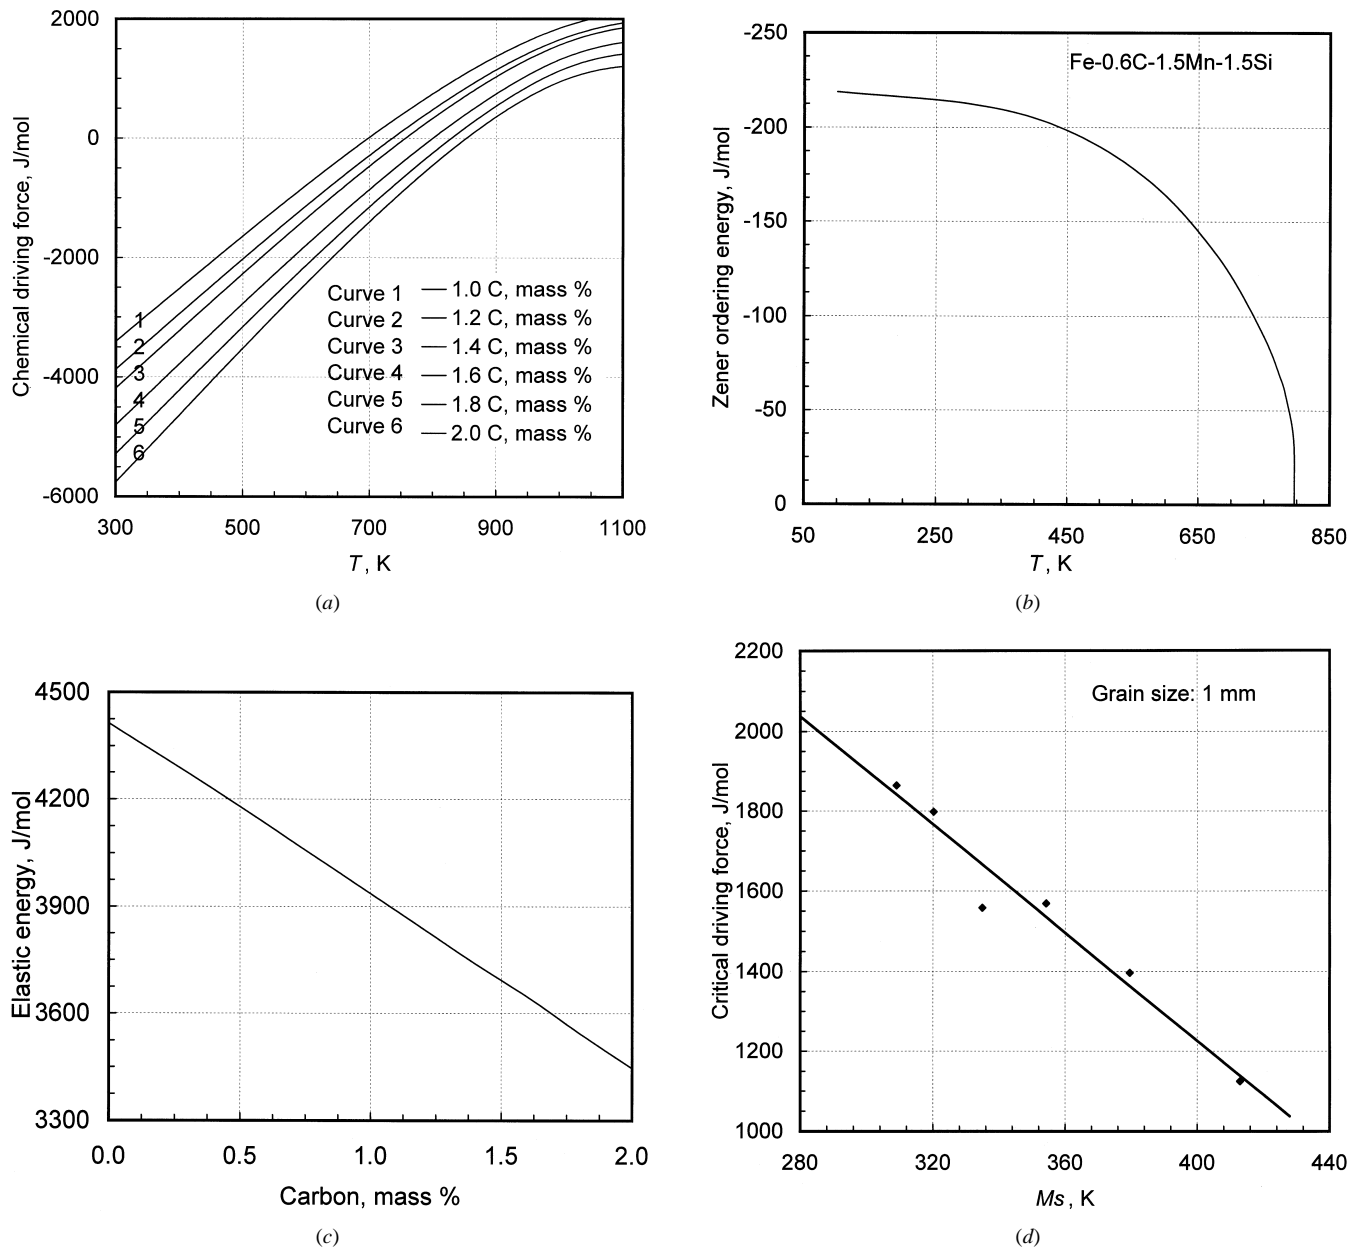 2000
0
-2000
-4000
-6000
Chemical driving force, J/mol
1
2
3
4
5
6
Curve 1 — 1.0 C, mass %
Curve 2 — 1.2 C, mass %
Curve 3 — 1.4 C, mass %
Curve 4 — 1.6 C, mass %
Curve 5 — 1.8 C, mass %
Curve 6 — 2.0 C, mass %
300 500 700 900 1100
T, K
(a)
-250
-200
-150
-100
-50
0
Zener ordering energy, J/mol
Fe-0.6C-1.5Mn-1.5Si
50 250 450 650 850
T, K
(b)
4500
4200
3900
3600
3300
Elastic energy, J/mol
0.0 0.5 1.0 1.5 2.0
Carbon, mass %
(c)
2200
2000
1800
1600
1400
1200
1000
Critical driving force, J/mol
Grain size: 1 mm
280 320 360 400 440
Ms, K
(d)